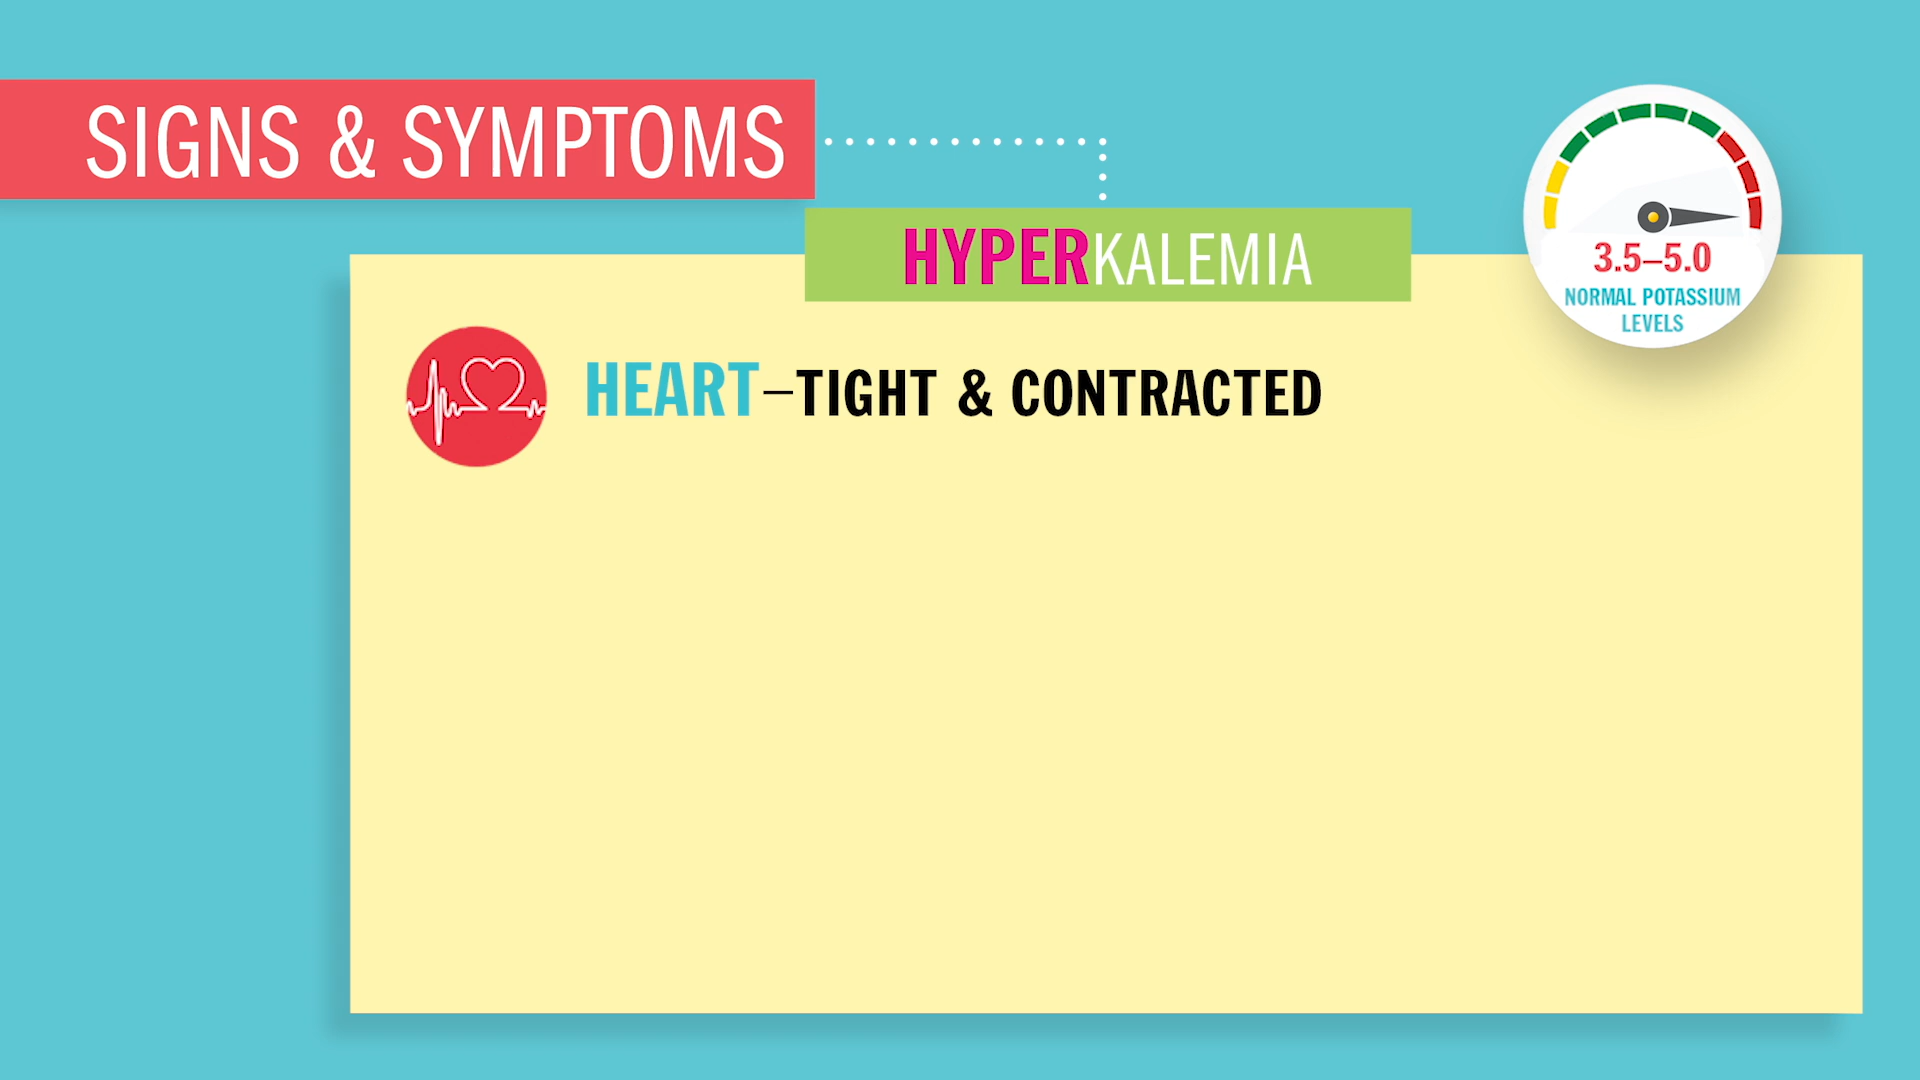 SIGNS & SYMPTOMS
HYPERKALEMIA
3.5–5.0
NORMAL POTASSIUM
LEVELS
HEART–TIGHT & CONTRACTED